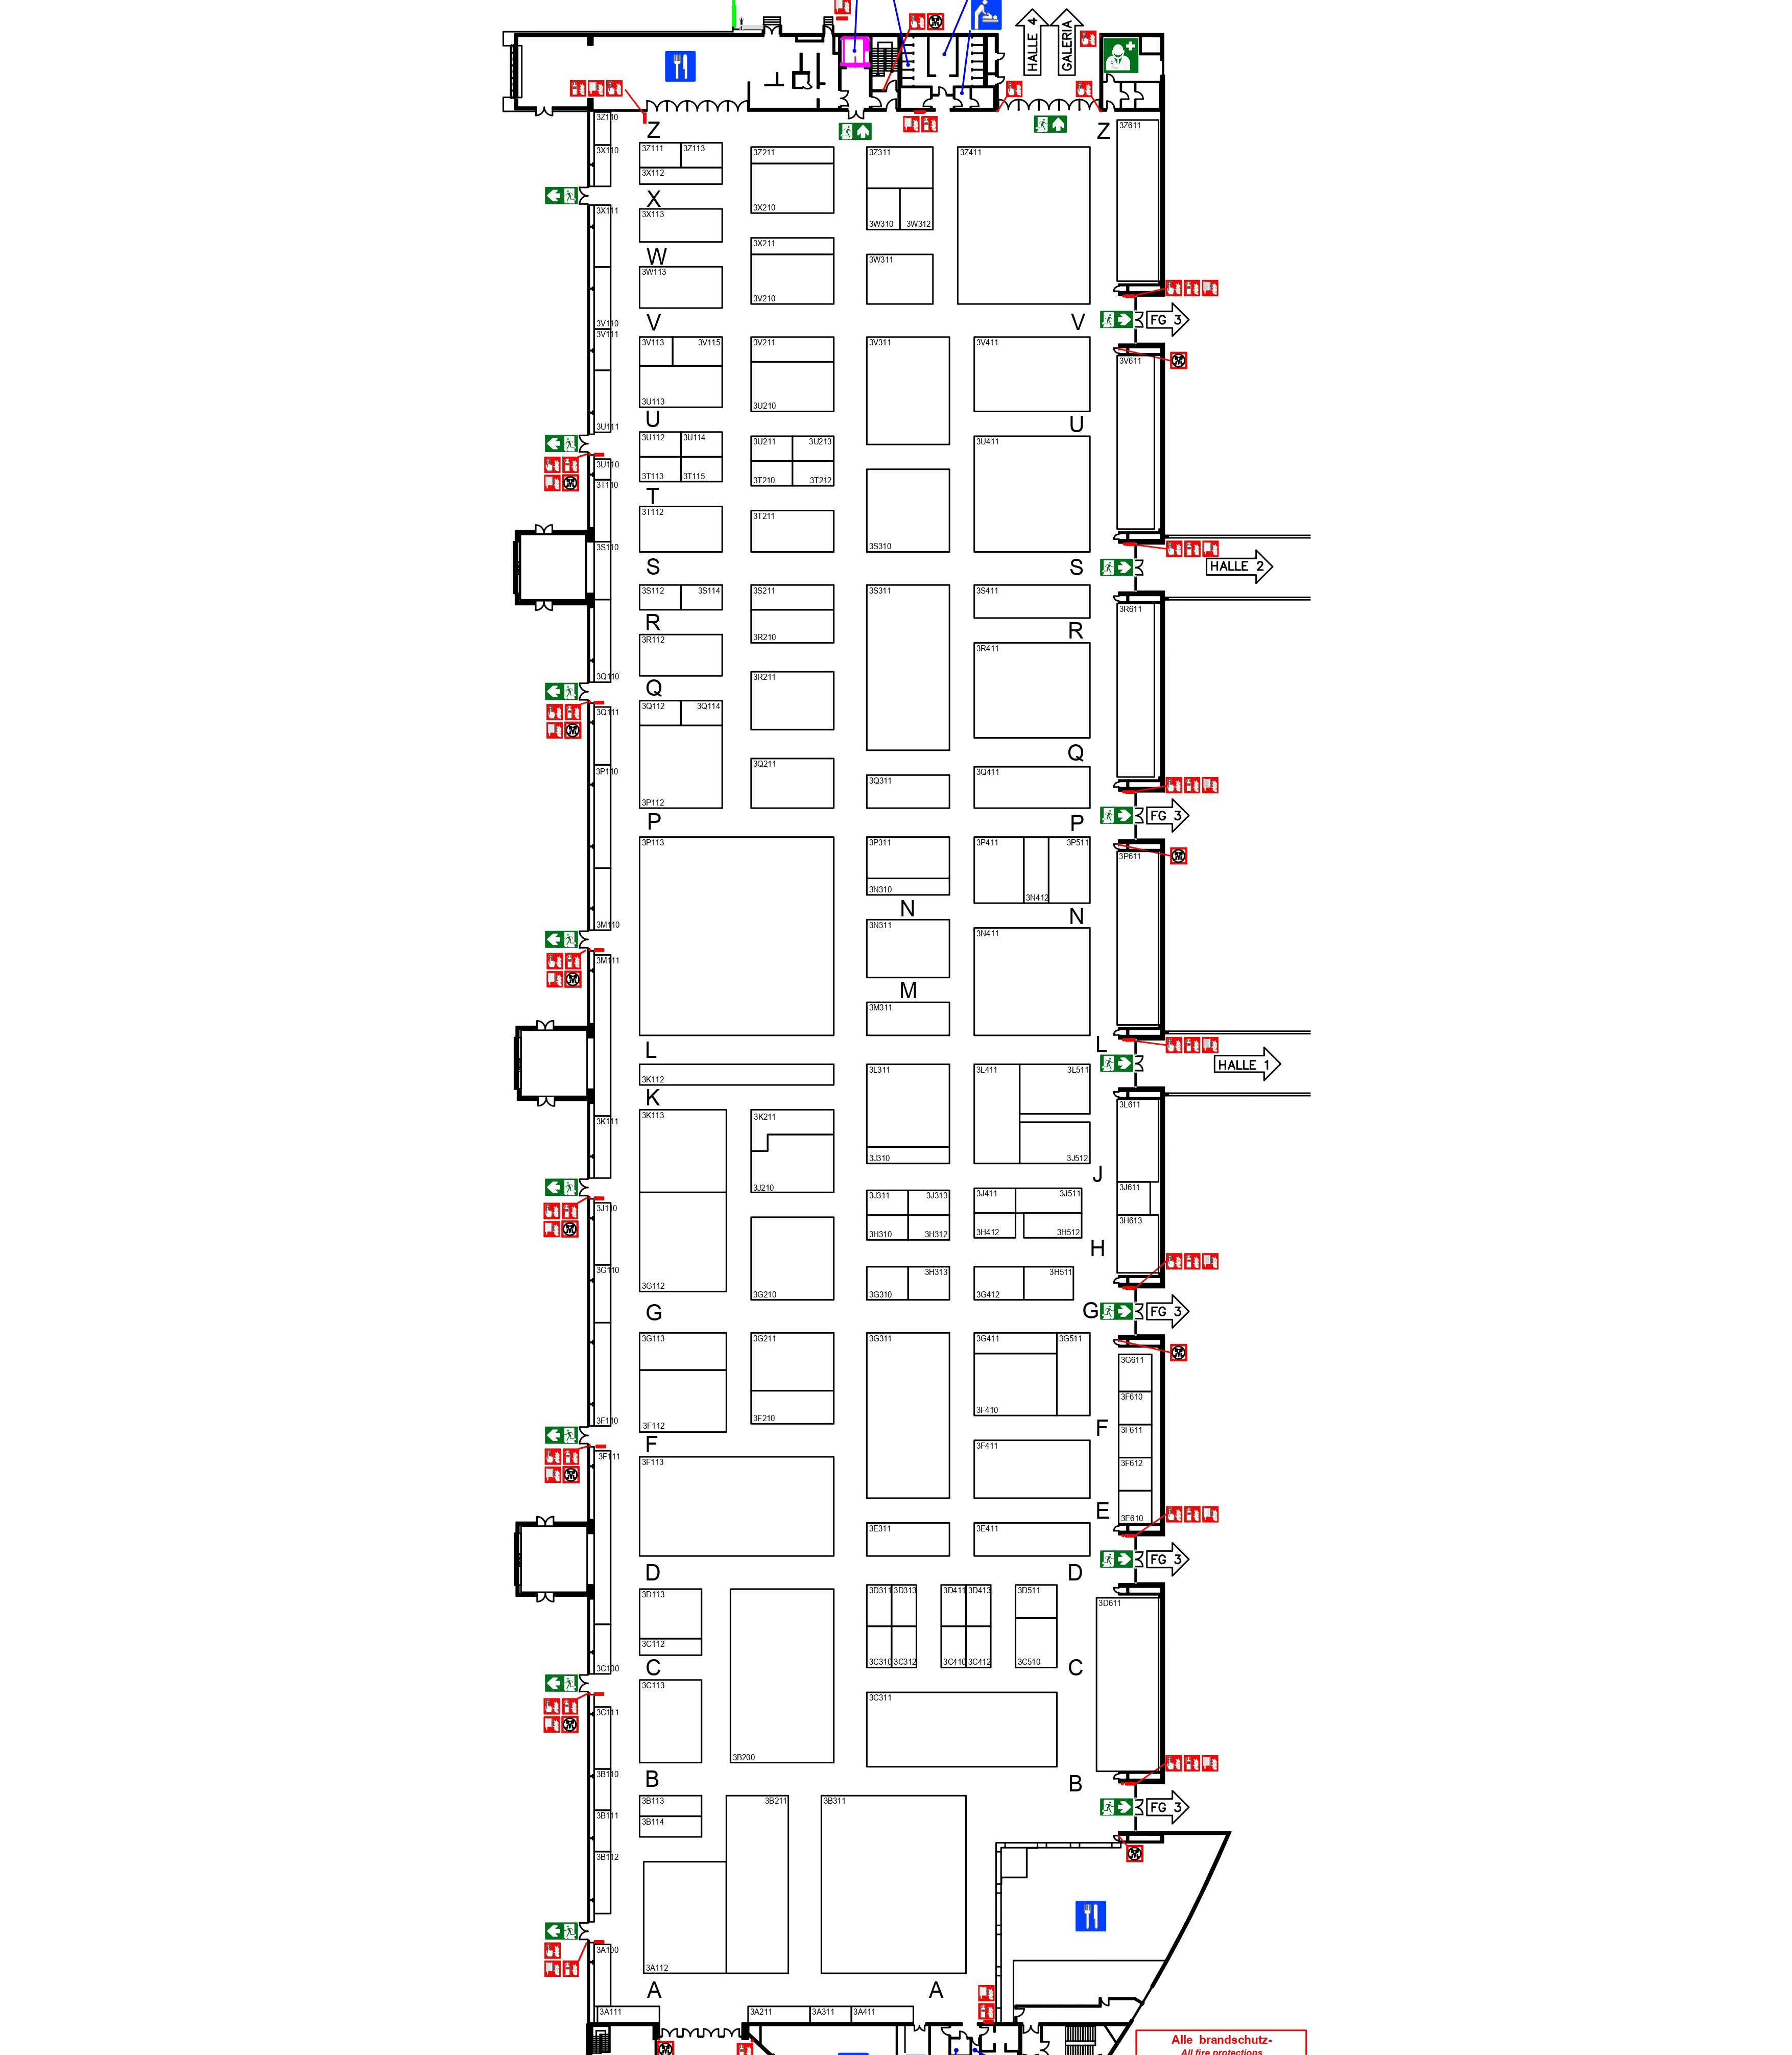 HALLE 4
GALERIA
3Z110
Z
Z
3Z611
3X110
3Z111
3Z113
3Z211
3Z311
3Z411
3X112
X
3X210
3W310
3W312
3X111
3X113
3X211
W
3W311
3W113
3V210
3V110
V
V
FG 3
3V111
3V113
3V115
3V211
3V311
3V411
3V611
3U113
3U210
U
U
3U111
3U112
3U114
3U211
3U213
3U411
3U110
3T113
3T115
3T210
3T212
3T110
T
3T112
3T211
3S110
3S310
S
S
HALLE 2
3S112
3S114
3S211
3S311
3S411
3R611
R
R
3R112
3R210
3R411
3Q110
3R211
Q
3Q112
3Q114
3Q111
Q
3P110
3Q211
3Q311
3Q411
3P112
P
P
FG 3
3P113
3P311
3P411
3P511
3P611
3N310
3N412
N
N
3M110
3N311
3N411
3M111
M
3M311
L
L
HALLE 1
3K112
3L311
3L411
3L511
K
3L611
3K111
3K113
3K211
3J310
3J512
J
3J210
3J611
3J110
3J311
3J313
3J411
3J511
3H613
3H310
3H312
3H412
3H512
H
3G110
3H313
3H511
3G112
3G210
3G310
3G412
G
G
FG 3
3G113
3G211
3G311
3G411
3G511
3G611
3F610
3F110
3F112
3F210
3F410
F
3F611
F
3F111
3F113
3F411
3F612
E
3E610
3E311
3E411
D
D
FG 3
3D113
3D311
3D313
3D411
3D413
3D511
3D611
3C112
3C100
C
3C310
3C312
3C410
3C412
3C510
C
3C111
3C113
3C311
3B200
3B110
B
B
3B113
3B211
3B311
FG 3
3B111
3B114
3B112
3A100
3A112
A
A
3A111
3A211
3A311
3A411
Alle brandschutz-
All fire protections